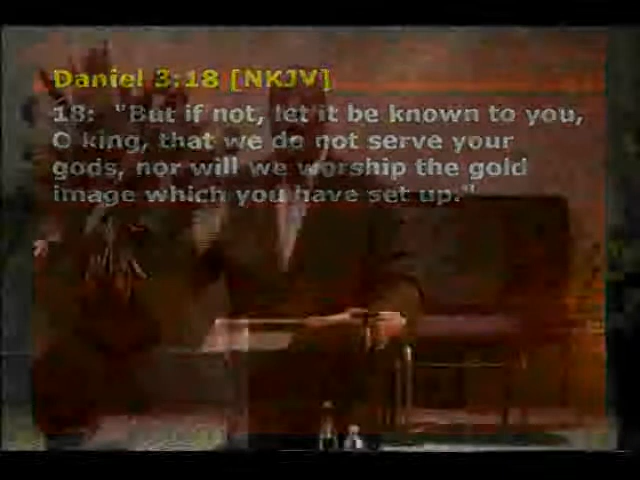 Daniel 3:18 [NKJV]
18: "But if not, let it be known to you,
O king, that we do not serve your
gods, nor will we worship the gold
image which you have set up."